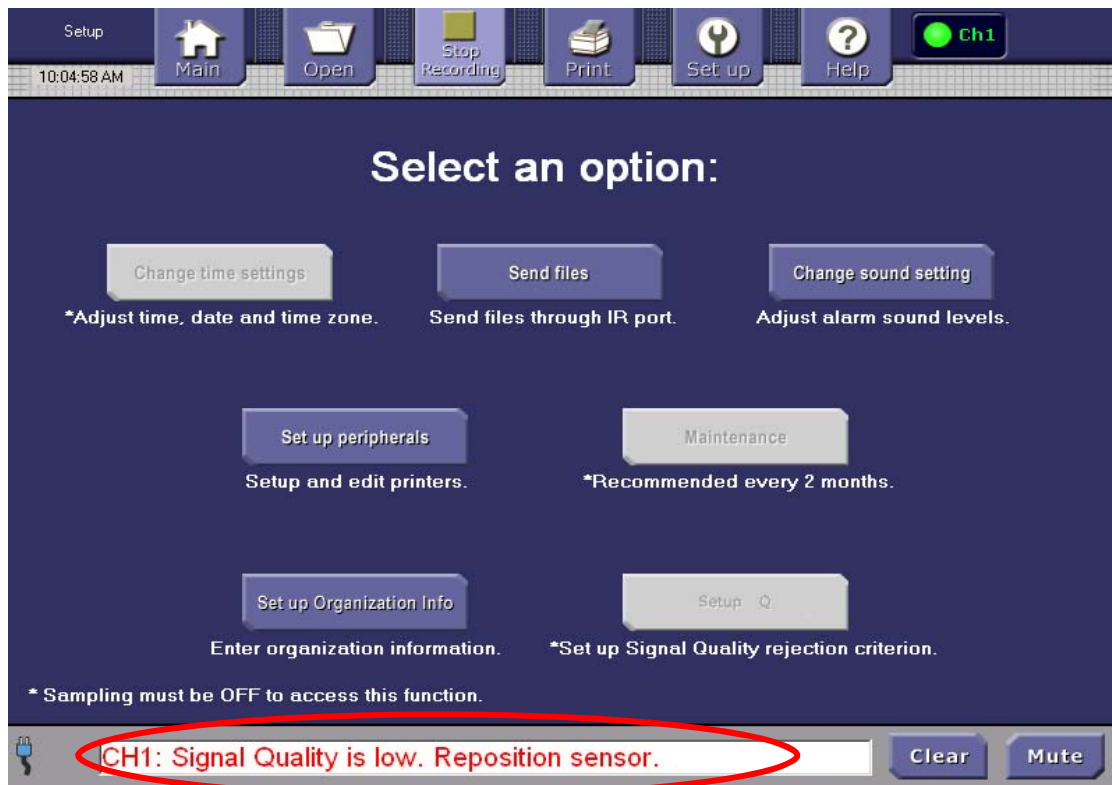 Setup
10:04:58 AM
Main
Open
Stop
Recording
Print
Set up
Help
Ch1
Select an option:
Change time settings
Send files
Change sound setting
*Adjust time, date and time zone.
Send files through IR port.
Adjust alarm sound levels.
Set up peripherals
Maintenance
Setup and edit printers.
*Recommended every 2 months.
Set up Organization Info
Setup Q
Enter organization information.
*Set up Signal Quality rejection criterion.
* Sampling must be OFF to access this function.
CH1: Signal Quality is low. Reposition sensor.
Clear
Mute